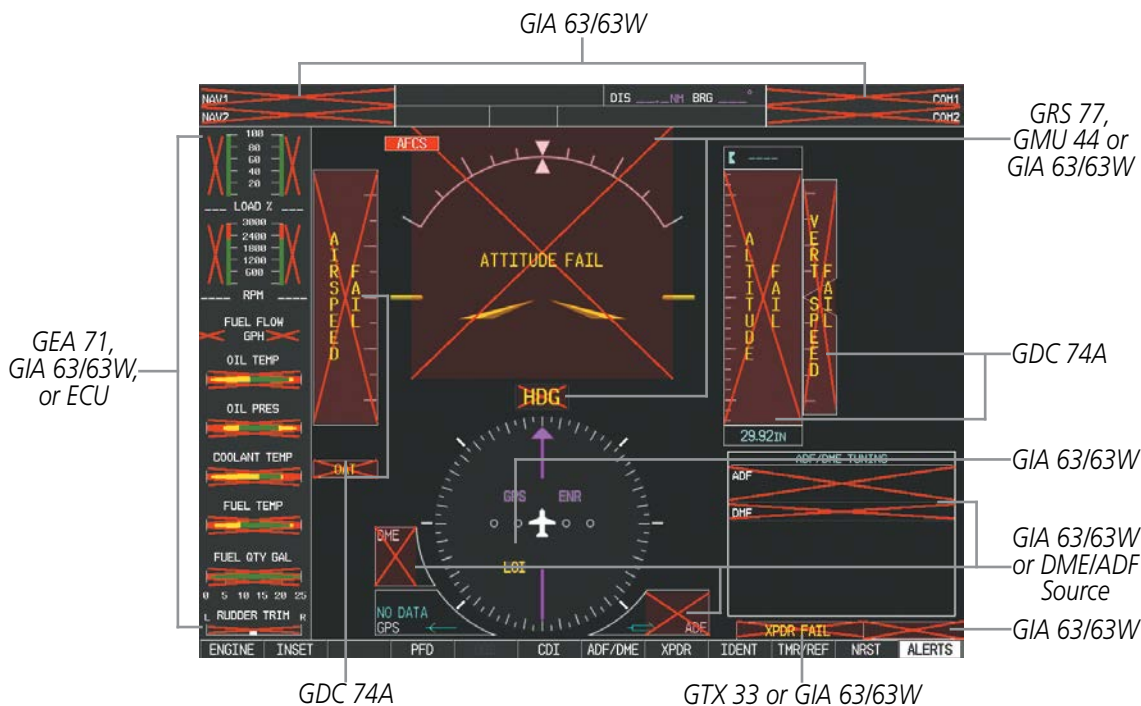 GIA 63/63W
NAV1
NAV2
DIS __.__NM BRG ___°
COM1
COM2
GRS 77,
GMU 44 or
GIA 63/63W
AFCS
100
80
60
40
20
___ LOAD % ___
3000
2400
1800
1200
600
____ RPM ____
FUEL FLOW
GPH
OIL TEMP
OIL PRES
COOLANT TEMP
FUEL TEMP
FUEL QTY GAL
0 5 10 15 20 25
L RUDDER TRIM R
GEA 71,
GIA 63/63W,
or ECU
AIRSPEED
FAIL
ATTITUDE FAIL
----
ALTITUDE
FAIL
VERT SPEED
FAIL
GDC 74A
HDG
29.92IN
OAT
GPS ENR
LOI
DME
NO DATA
GPS
ADF
ADF/DME TUNING
ADF
DME
GIA 63/63W
GIA 63/63W
or DME/ADF
Source
XPDR FAIL
GIA 63/63W
ENGINE INSET PFD CDI ADF/DME XPDR IDENT TMR/REF NRST ALERTS
GDC 74A
GTX 33 or GIA 63/63W